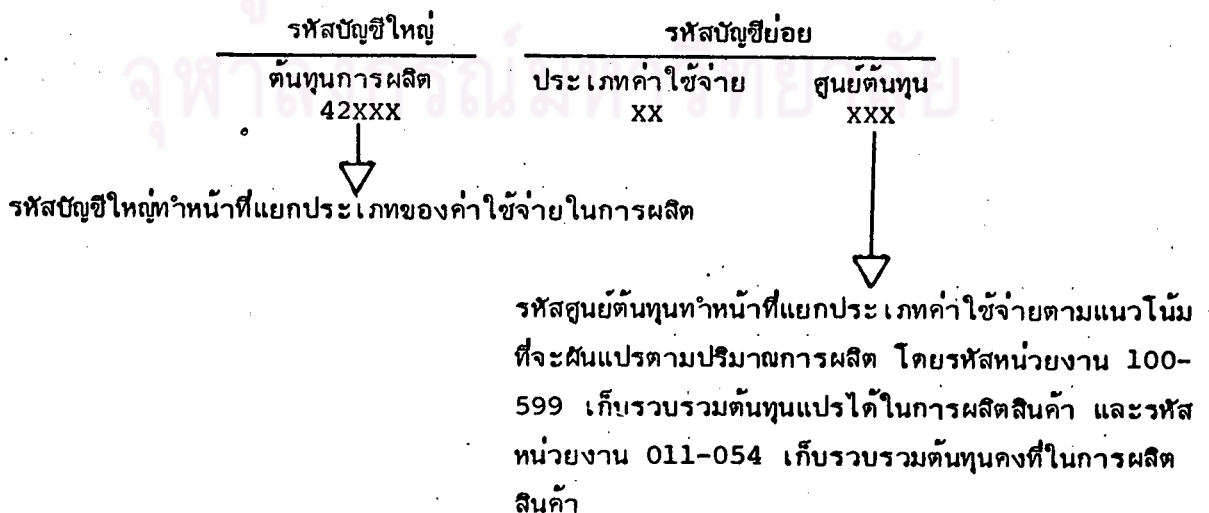 รหัสบัญชีใหญ่ รหัสบัญชีย่อย
ต้นทุนการผลิต ประเภทค่าใช้จ่าย ศูนย์ต้นทุน
42XXX XX XXX
รหัสบัญชีใหญ่ทำหน้าที่แยกประเภทของค่าใช้จ่ายในการผลิต
รหัสศูนย์ต้นทุนทำหน้าที่แยกประเภทค่าใช้จ่ายตามแนวโน้ม
ที่จะผันแปรตามปริมาณการผลิต โดยรหัสหน่วยงาน 100-
599 เก็บรวบรวมต้นทุนแปรได้ในการผลิตสินค้า และรหัส
หน่วยงาน 011-054 เก็บรวบรวมต้นทุนคงที่ในการผลิต
สินค้า